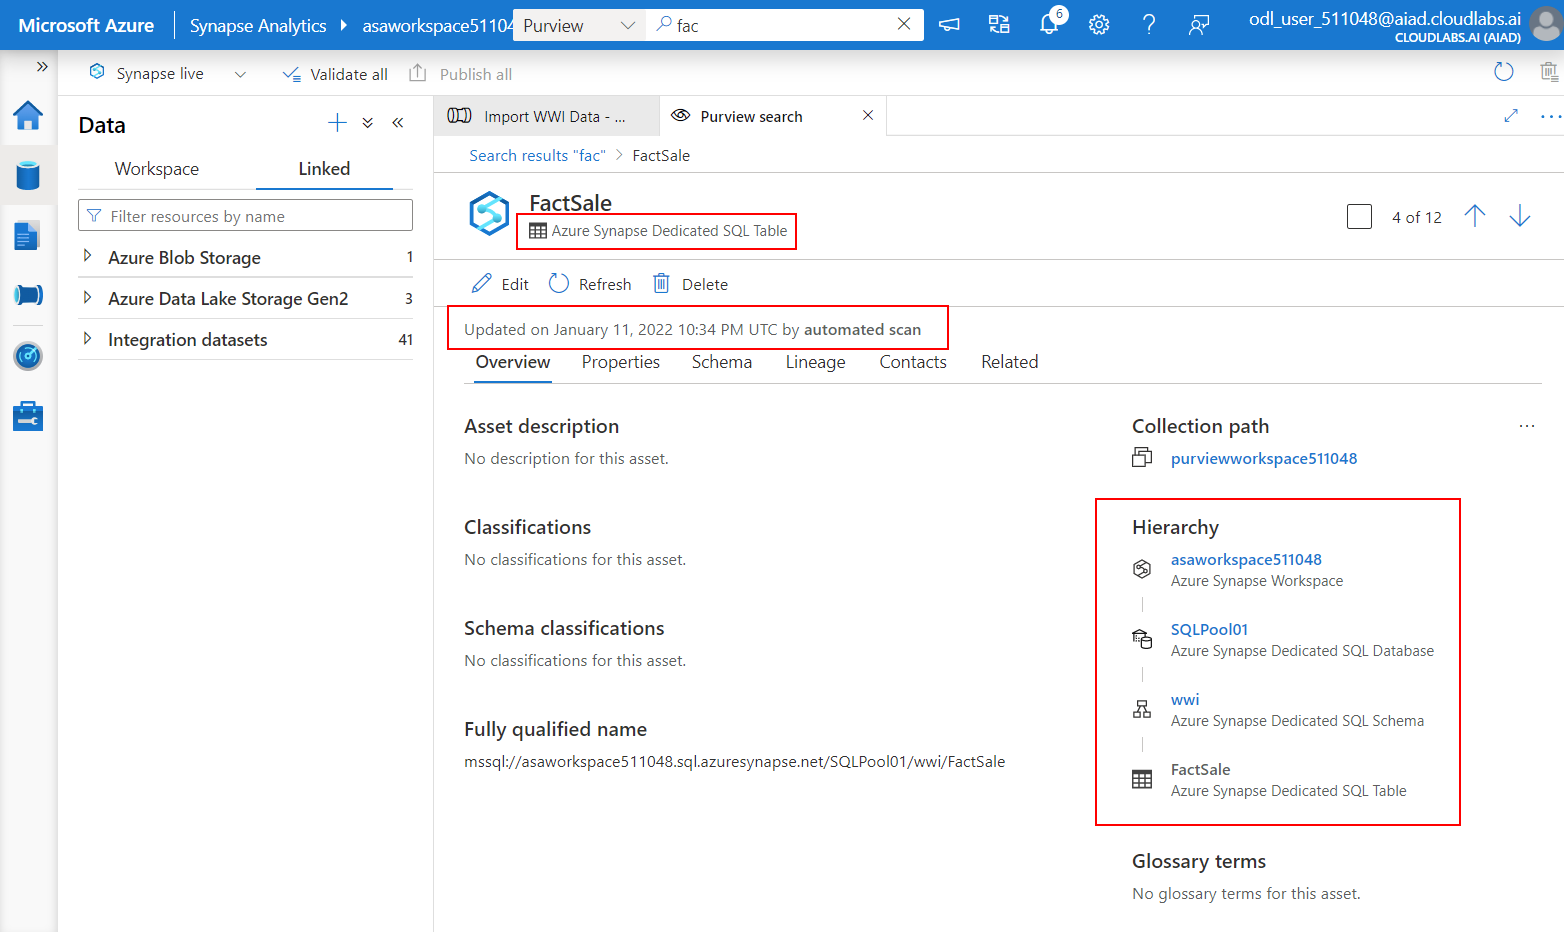 Microsoft Azure
Synapse Analytics
asaworkspace51104
Purview
fac
6
odl_user_511048@aiad.cloudlabs.ai
CLOUDLABS.AI (AIAD)
Synapse live
Validate all
Publish all
Data
Workspace
Linked
Filter resources by name
Azure Blob Storage 1
Azure Data Lake Storage Gen2 3
Integration datasets 41
Import WWI Data - ...
Purview search
Search results "fac" > FactSale
FactSale
Azure Synapse Dedicated SQL Table
4 of 12
Edit
Refresh
Delete
Updated on January 11, 2022 10:34 PM UTC by automated scan
Overview
Properties
Schema
Lineage
Contacts
Related
Asset description
No description for this asset.
Classifications
No classifications for this asset.
Schema classifications
No classifications for this asset.
Fully qualified name
mssql://asaworkspace511048.sql.azuresynapse.net/SQLPool01/wwi/FactSale
Collection path
purviewworkspace511048
Hierarchy
asaworkspace511048
Azure Synapse Workspace
SQLPool01
Azure Synapse Dedicated SQL Database
wwi
Azure Synapse Dedicated SQL Schema
FactSale
Azure Synapse Dedicated SQL Table
Glossary terms
No glossary terms for this asset.